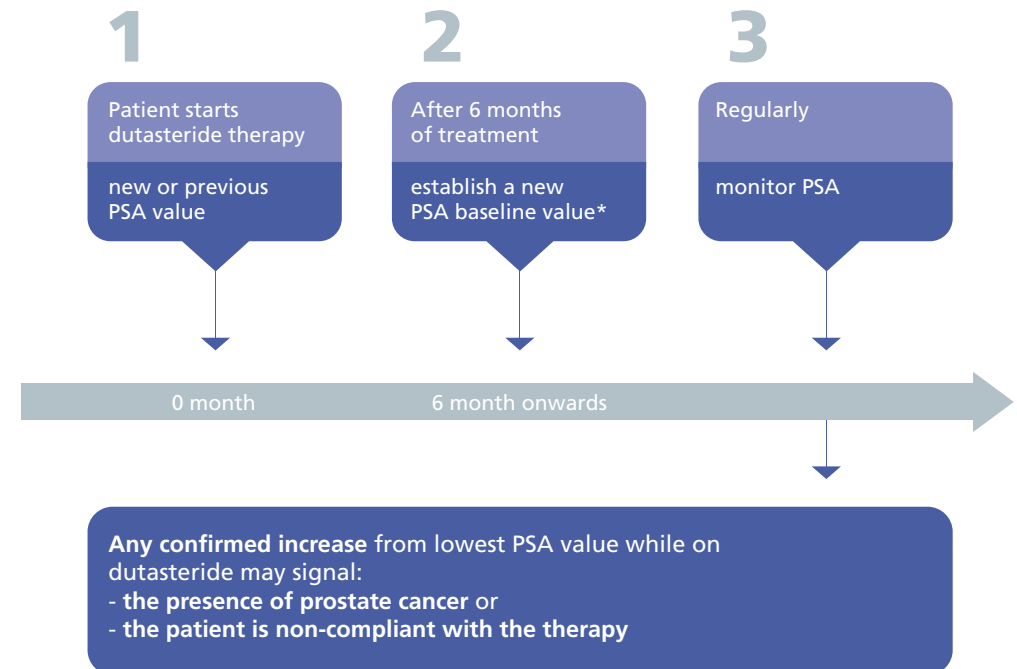 1
Patient starts
dutasteride therapy
new or previous
PSA value
2
After 6 months
of treatment
establish a new
PSA baseline value*
3
Regularly
monitor PSA
0 month
6 month onwards
Any confirmed increase from lowest PSA value while on
dutasteride may signal:
- the presence of prostate cancer or
- the patient is non-compliant with the therapy